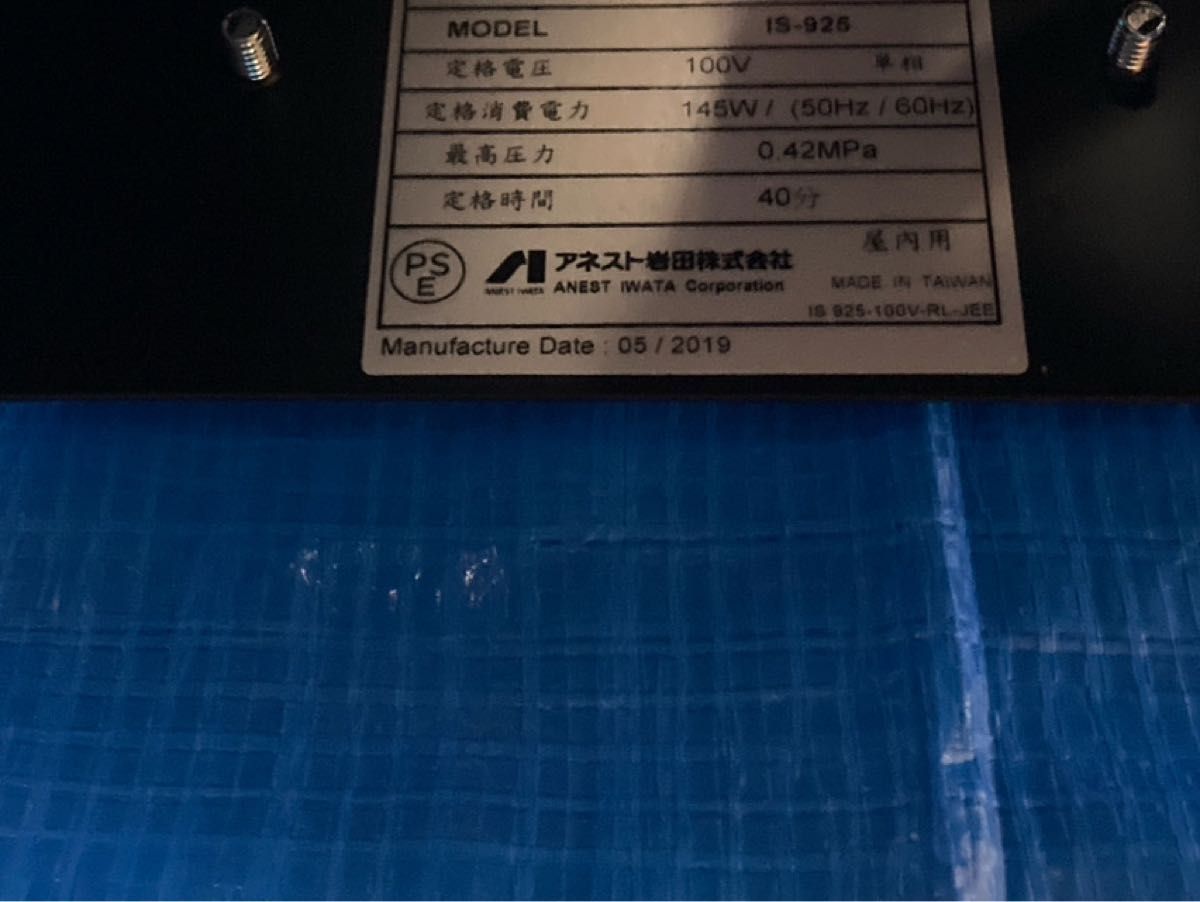 MODEL IS-925
定格電圧 100V 単相
定格消費電力 145W / (50Hz / 60Hz)
最高圧力 0.42MPa
定格時間 40分
屋内用
PSE
ANEST IWATA
アネスト岩田株式会社
ANEST IWATA Corporation
MADE IN TAIWAN
IS 925-100V-RL-JEE
Manufacture Date : 05 / 2019